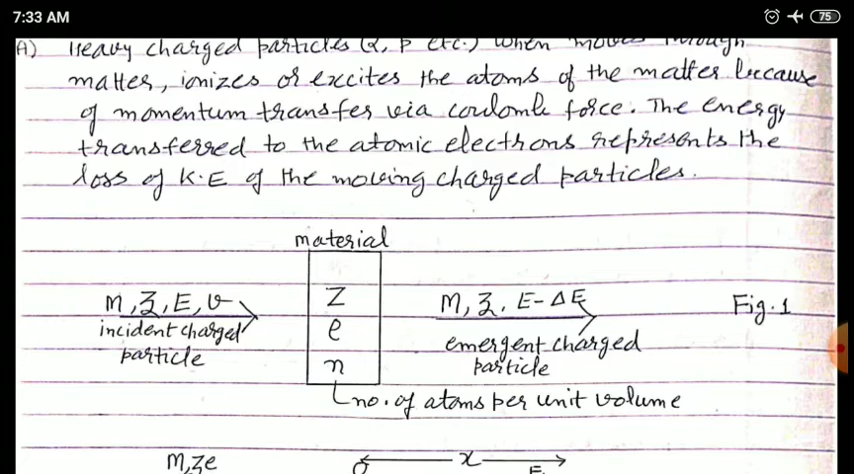 7:33 AM
75
A) Heavy charged particles (α, p etc.) when moves through
matter, ionizes or excites the atoms of the matter because
of momentum transfer via coulomb force. The energy
transferred to the atomic electrons represents the
loss of K.E of the moving charged particles.
material
M, z, E, v
incident charged
particle
Z
e
n
M, z, E-ΔE
emergent charged
particle
Fig. 1
no. of atoms per unit volume
M, ze
O
x
E